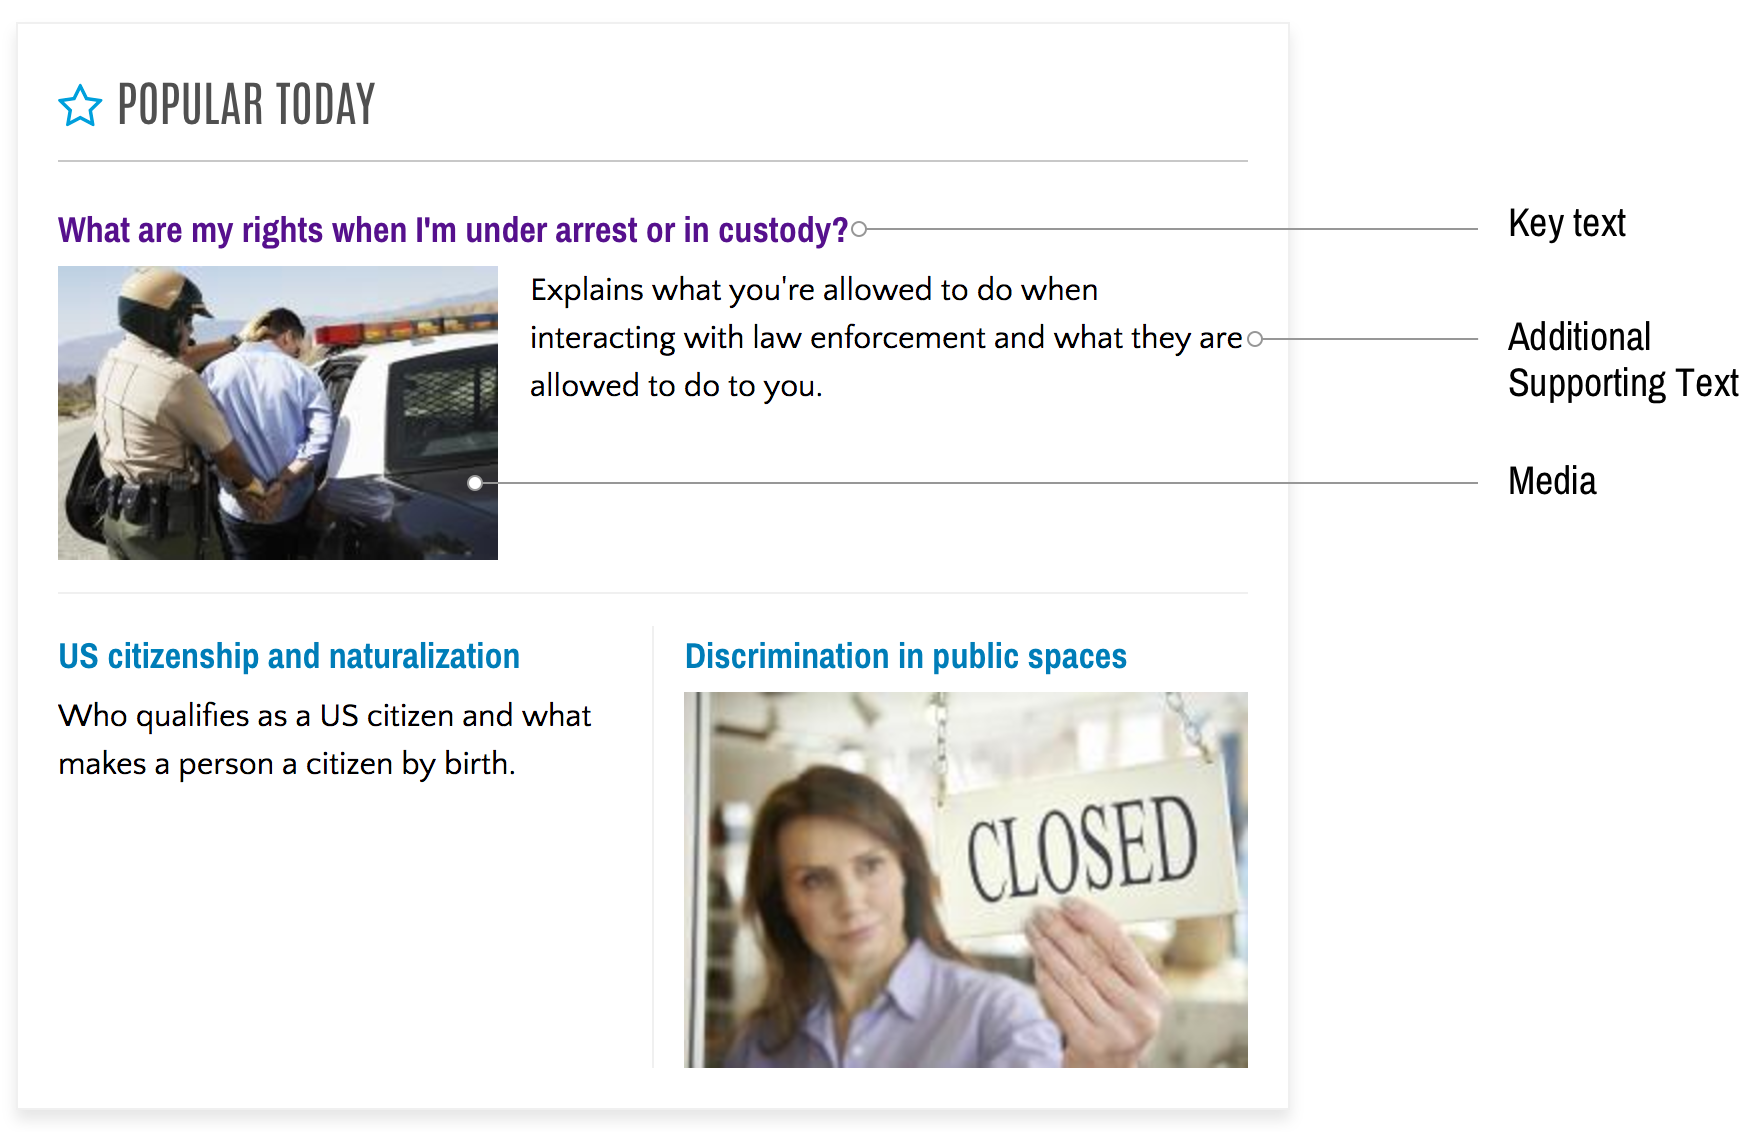 POPULAR TODAY
What are my rights when I'm under arrest or in custody?
Key text
Explains what you're allowed to do when
interacting with law enforcement and what they are
allowed to do to you.
Additional
Supporting Text
Media
US citizenship and naturalization
Who qualifies as a US citizen and what
makes a person a citizen by birth.
Discrimination in public spaces
CLOSED